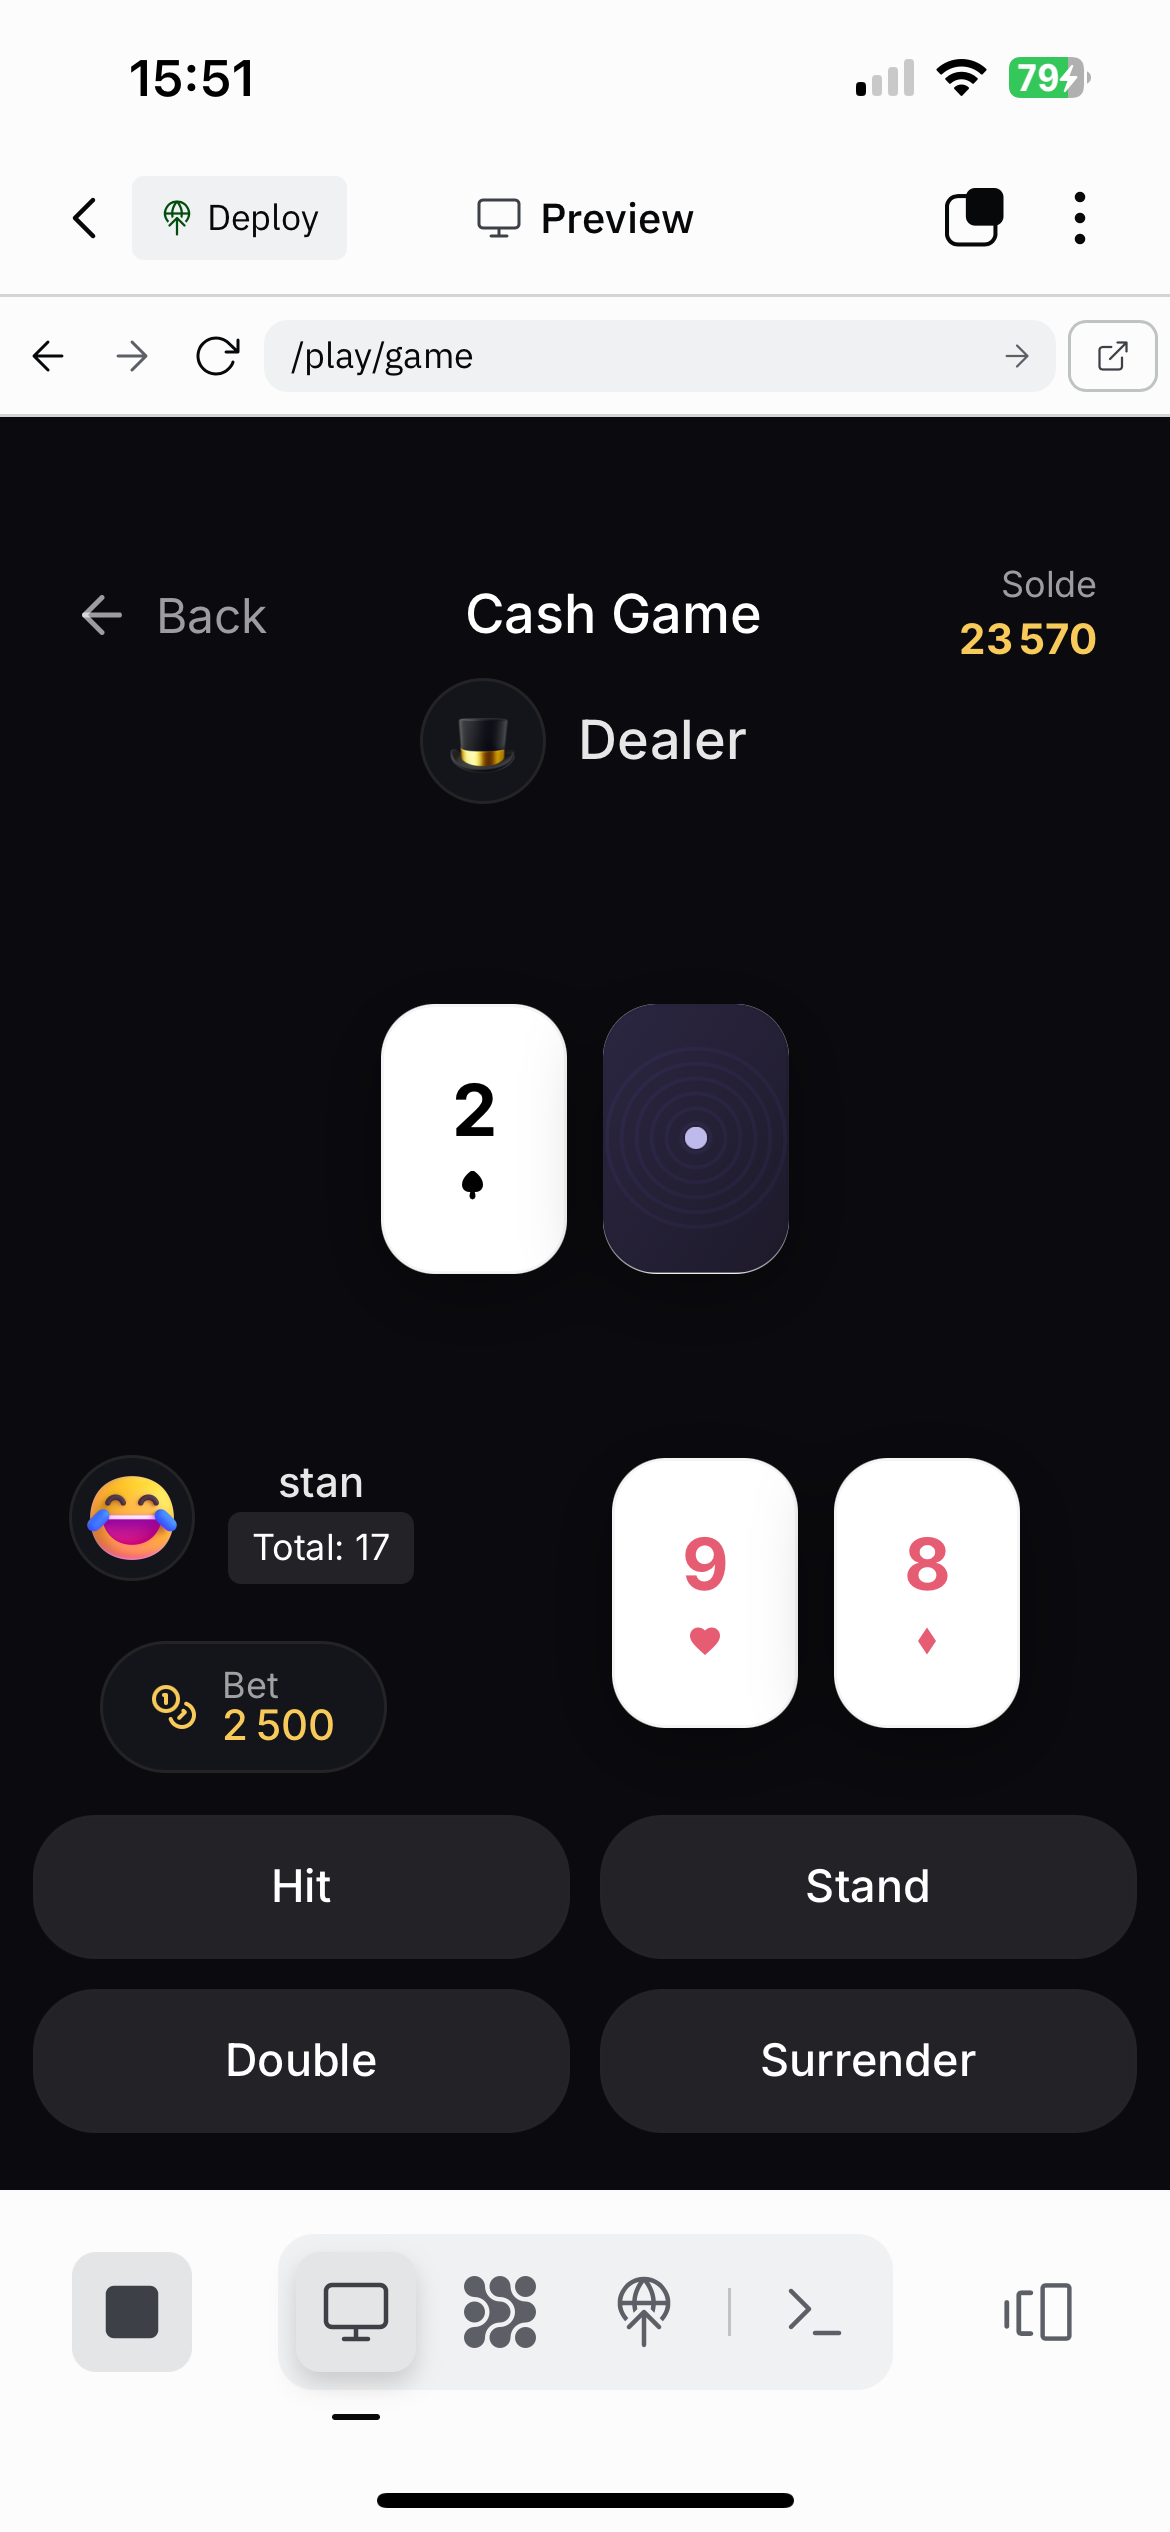 15:51
79
Deploy
Preview
/play/game
Back
Cash Game
Solde
23 570
Dealer
2
stan
Total: 17
9
8
Bet
2 500
Hit
Stand
Double
Surrender